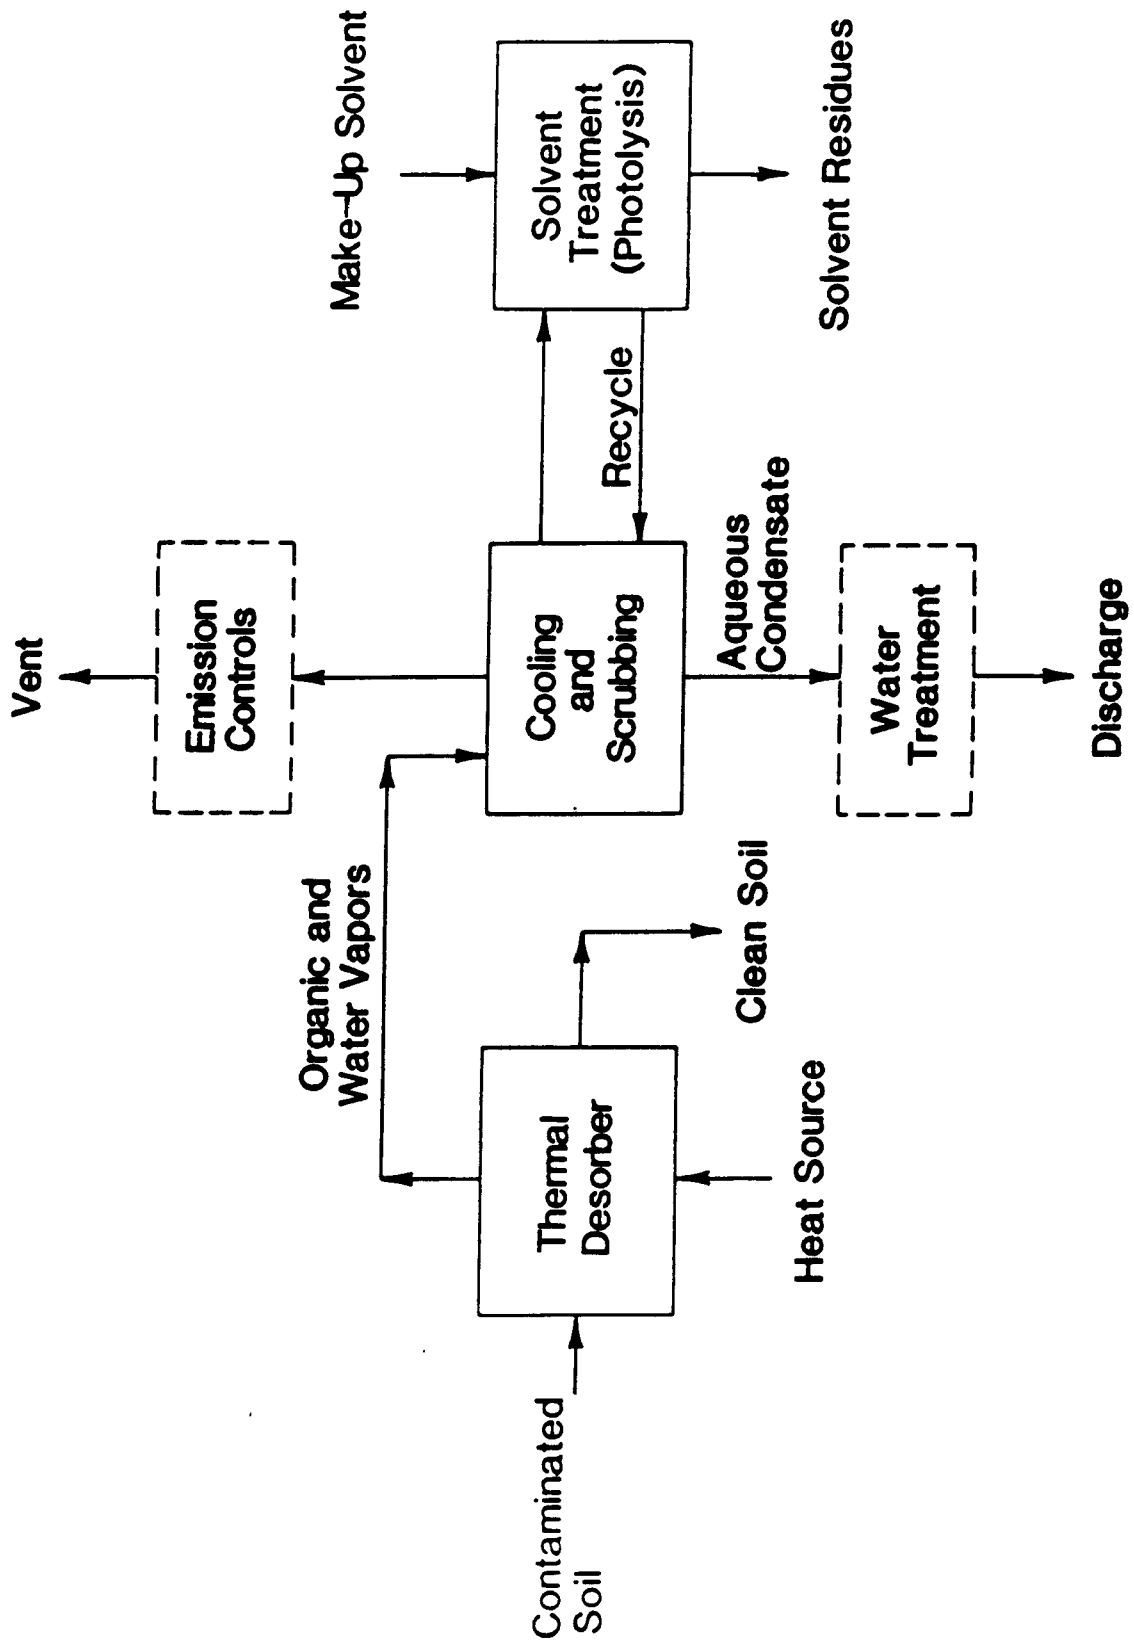 Contaminated
Soil
Thermal
Desorber
Heat Source
Organic and
Water Vapors
Clean Soil
Vent
Emission
Controls
Cooling
and
Scrubbing
Aqueous
Condensate
Water
Treatment
Discharge
Recycle
Make-Up Solvent
Solvent
Treatment
(Photolysis)
Solvent Residues